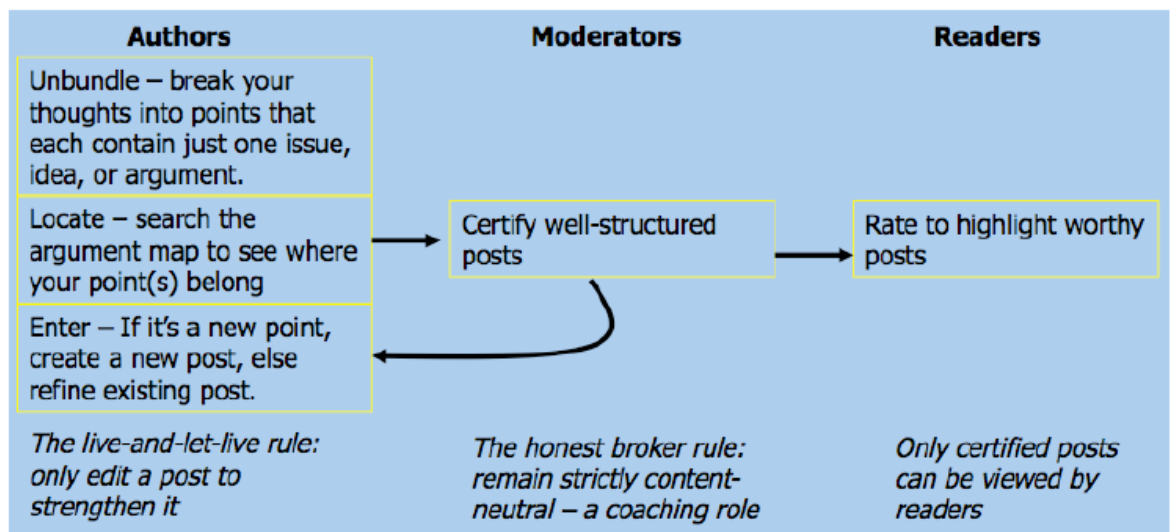 Authors
Unbundle – break your
thoughts into points that
each contain just one issue,
idea, or argument.
Locate – search the
argument map to see where
your point(s) belong
Enter – If it's a new point,
create a new post, else
refine existing post.
The live-and-let-live rule:
only edit a post to
strengthen it
Moderators
Certify well-structured
posts
The honest broker rule:
remain strictly content-
neutral – a coaching role
Readers
Rate to highlight worthy
posts
Only certified posts
can be viewed by
readers